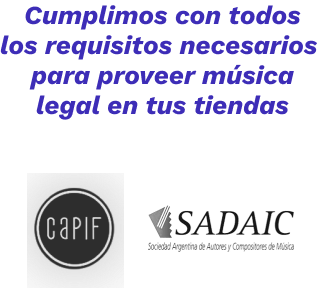 Cumplimos con todos
los requisitos necesarios
para proveer música
legal en tus tiendas
CAPIF
SADAIC
Sociedad Argentina de Autores y Compositores de Música